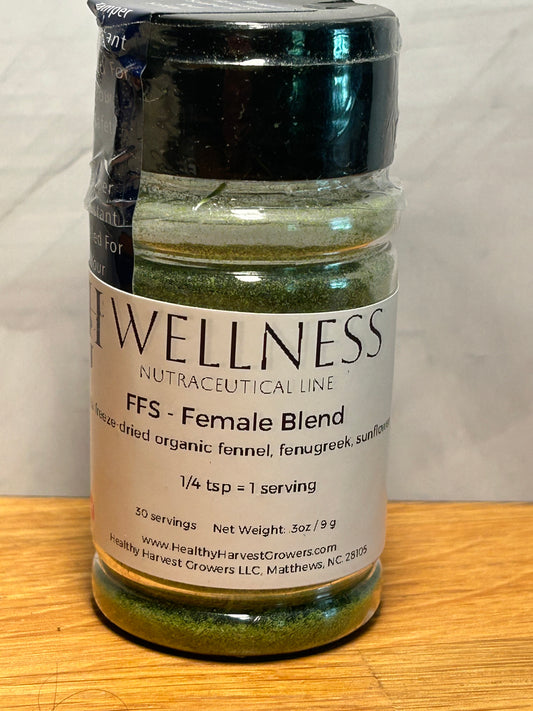 WELLNESS
NUTRACEUTICAL LINE
FFS - Female Blend
freeze-dried organic fennel, fenugreek, sunflower
1/4 tsp = 1 serving
30 servings Net Weight: .3oz / 9 g
www.HealthyHarvestGrowers.com
Healthy Harvest Growers LLC, Matthews, NC. 28105